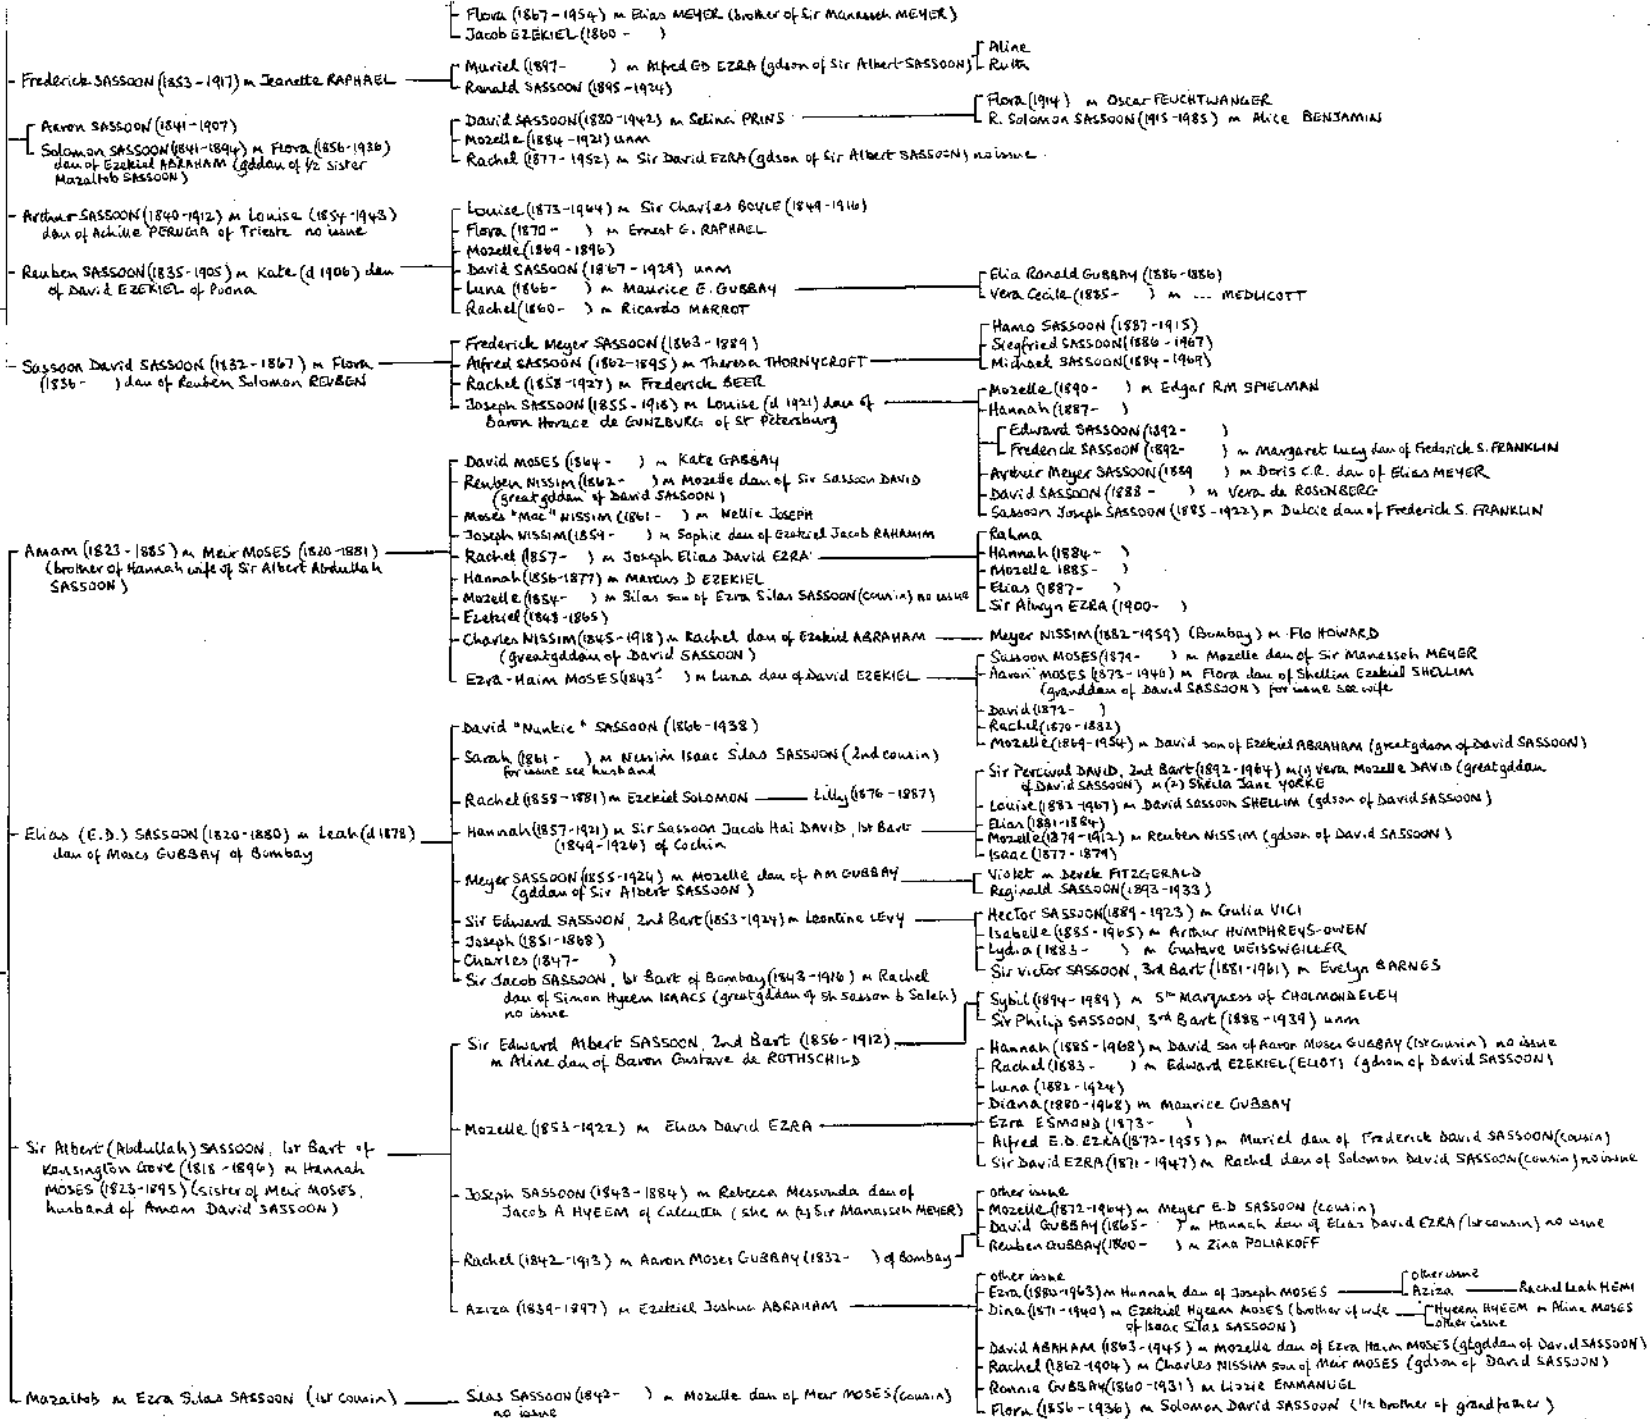 Flora (1867-1954) m Elias MEYER (brother of Sir Manasseh MEYER)
Jacob EZEKIEL (1860 - )
Frederick SASSOON (1853-1917) m Jeanette RAPHAEL
Muriel (1897- ) m Alfred ED EZRA (gdson of Sir Albert SASSOON)
Ronald SASSOON (1895-1924)
Aline
Ruth
Aaron SASSOON (1841-1907)
Solomon SASSOON (1841-1894) m Flora (1856-1936)
dau of Ezekiel ABRAHAM (gddau of 1/2 sister
Mazaltob SASSOON)
David SASSOON (1880-1942) m Selina PRINS
Mozelle (1884-1921) unm
Rachel (1877-1952) m Sir David EZRA (gdson of Sir Albert SASSOON) no issue
Flora (1914) m Oscar FEUCHTWANGER
R. Solomon SASSOON (1915-1985) m Alice BENJAMIN
Arthur SASSOON (1840-1912) m Louise (1854-1943)
dau of Achille PERUGIA of Trieste no issue
Reuben SASSOON (1835-1905) m Kate (d 1906) dau
of David EZEKIEL of Poona
Louise (1873-1964) m Sir Charles BOYLE (1849-1916)
Flora (1870- ) m Ernest G. RAPHAEL
Mozelle (1869-1896)
David SASSOON (1867-1929) unm
Luna (1866- ) m Maurice E. GUBBAY
Rachel (1860- ) m Ricardo MARROT
Elia Ronald GUBBAY (1886-1886)
Vera Cecile (1885- ) m ... MEDLICOTT
Sassoon David SASSOON (1832-1867) m Flora
(1836- ) dau of Reuben Solomon REUBEN
Frederick Meyer SASSOON (1863-1889)
Alfred SASSOON (1862-1895) m Theresa THORNYCROFT
Rachel (1858-1927) m Frederick BEER
Joseph SASSOON (1855-1918) m Louise (d 1921) dau of
Baron Horace de GUNZBURG of St Petersburg
Hamo SASSOON (1887-1915)
Siegfried SASSOON (1886-1967)
Michael SASSOON (1884-1969)
Mozelle (1890- ) m Edgar RM SPIELMAN
Hannah (1887- )
Edward SASSOON (1892- )
Frederick SASSOON (1892- ) m Margaret Lucy dau of Frederick S. FRANKLIN
Arthur Meyer SASSOON (1889 ) m Doris C.R. dau of Elias MEYER
David SASSOON (1888 - ) m Vera de ROSENBERG
Sassoon Joseph SASSOON (1885-1922) m Dulcie dau of Frederick S. FRANKLIN
Amam (1823-1885) m Meir MOSES (1820-1881)
(brother of Hannah wife of Sir Albert Abdullah
SASSOON)
David MOSES (1864- ) m Kate GABBAY
Reuben NISSIM (1862- ) m Mozelle dau of Sir Sassoon DAVID
(great gddau of David SASSOON)
Moses "Mac" NISSIM (1861- ) m Nellie JOSEPH
Joseph NISSIM (1859- ) m Sophie dau of Ezekiel Jacob RAHAMIM
Rachel (1857- ) m Joseph Elias David EZRA
Hannah (1856-1877) m Marcus D EZEKIEL
Mozelle (1854- ) m Silas son of Ezra Silas SASSOON (cousin) no issue
Ezekiel (1848-1865)
Charles NISSIM (1845-1918) m Rachel dau of Ezekiel ABRAHAM
(great gddau of David SASSOON)
Ezra-Haim MOSES (1843- ) m Luna dau of David EZEKIEL
Rahma
Hannah (1884- )
Mozelle 1885- )
Elias (1887- )
Sir Alwyn EZRA (1900- )
Meyer NISSIM (1882-1959) (Bombay) m Flo HOWARD
Sassoon MOSES (1874- ) m Mozelle dau of Sir Manasseh MEYER
Aaron MOSES (1873-1946) m Flora dau of Shellim Ezekiel SHELLIM
(granddau of David SASSOON) for issue see wife
David (1872- )
Rachel (1870-1882)
Mozelle (1869-1954) m David son of Ezekiel ABRAHAM (great gdson of David SASSOON)
Elias (E.D.) SASSOON (1820-1880) m Leah (d 1878)
dau of Moses GUBBAY of Bombay
David "Nunkie" SASSOON (1866-1938)
Sarah (1861- ) m Nissim Isaac Silas SASSOON (2nd cousin)
for issue see husband
Rachel (1858-1881) m Ezekiel SOLOMON
Lilly (1876-1887)
Hannah (1857-1921) m Sir Sassoon Jacob Hai DAVID, 1st Bart
(1849-1926) of Cochin
Meyer SASSOON (1855-1924) m Mozelle dau of AM GUBBAY
(gddau of Sir Albert SASSOON)
Sir Edward SASSOON, 2nd Bart (1853-1924) m Leontine LEVY
Joseph (1851-1868)
Charles (1847- )
Sir Jacob SASSOON, 1st Bart of Bombay (1843-1916) m Rachel
dau of Simon Hyeem ISAACS (great gddau of Sh Sasson b Saleh)
no issue
Sir Percival DAVID, 2nd Bart (1892-1964) m (1) Vera Mozelle DAVID (great gddau
of David SASSOON) m (2) Sheila Jane YORKE
Louise (1883-1967) m David Sassoon SHELLIM (gdson of David SASSOON)
Elias (1881-1884)
Mozelle (1879-1912) m Reuben NISSIM (gdson of David SASSOON)
Isaac (1877-1879)
Violet m Derek FITZGERALD
Reginald SASSOON (1893-1933)
Hector SASSOON (1889-1923) m Giulia VICI
Isabelle (1885-1965) m Arthur HUMPHREYS-OWEN
Lydia (1883- ) m Gustave WEISSWEILLER
Sir Victor SASSOON, 3rd Bart (1881-1961) m Evelyn BARNES
Sir Albert (Abdullah) SASSOON, 1st Bart of
Kensington Gore (1818-1896) m Hannah
MOSES (1823-1895) (sister of Meir MOSES,
husband of Amam David SASSOON)
Sir Edward Albert SASSOON, 2nd Bart (1856-1912)
m Aline dau of Baron Gustave de ROTHSCHILD
Sybil (1894-1989) m 5th Marquess of CHOLMONDELEY
Sir Philip SASSOON, 3rd Bart (1888-1939) unm
Mozelle (1853-1922) m Elias David EZRA
Hannah (1885-1968) m David son of Aaron Moses GUBBAY (1st cousin) no issue
Rachel (1883- ) m Edward EZEKIEL (ELIOT) (gdson of David SASSOON)
Luna (1882-1924)
Diana (1880-1968) m Maurice GUBBAY
Ezra ESMOND (1873- )
Alfred E.D. EZRA (1872-1955) m Muriel dau of Frederick David SASSOON (cousin)
Sir David EZRA (1871-1947) m Rachel dau of Solomon David SASSOON (cousin) no issue
Joseph SASSOON (1843-1884) m Rebecca Messouda dau of
Jacob A HYEEM of Calcutta (she m (2) Sir Manasseh MEYER)
Rachel (1842-1913) m Aaron Moses GUBBAY (1832- ) of Bombay
other issue
Mozelle (1872-1964) m Meyer E.D SASSOON (cousin)
David GUBBAY (1865- ) m Hannah dau of Elias David EZRA (1st cousin) no issue
Reuben GUBBAY (1860- ) m Zina POLIAKOFF
Aziza (1839-1897) m Ezekiel Joshua ABRAHAM
other issue
Ezra (1880-1963) m Hannah dau of Joseph MOSES
Dina (1871-1940) m Ezekiel Hyeem MOSES (brother of wife
of Isaac Silas SASSOON)
other issue
Aziza
Rachel Leah HEMI
Hyeem HYEEM m Aline MOSES
other issue
David ABAHAM (1863-1945) m Mozelle dau of Ezra Haim MOSES (gtgddau of David SASSOON)
Rachel (1862-1904) m Charles NISSIM son of Meir MOSES (gdson of David SASSOON)
Ronnie GUBBAY (1860-1931) m Lizzie EMMANUEL
Flora (1856-1936) m Solomon David SASSOON (1/2 brother of grandfather)
Mazaltob m Ezra Silas SASSOON (1st cousin)
Silas SASSOON (1842- ) m Mozelle dau of Meir MOSES (cousin)
no issue